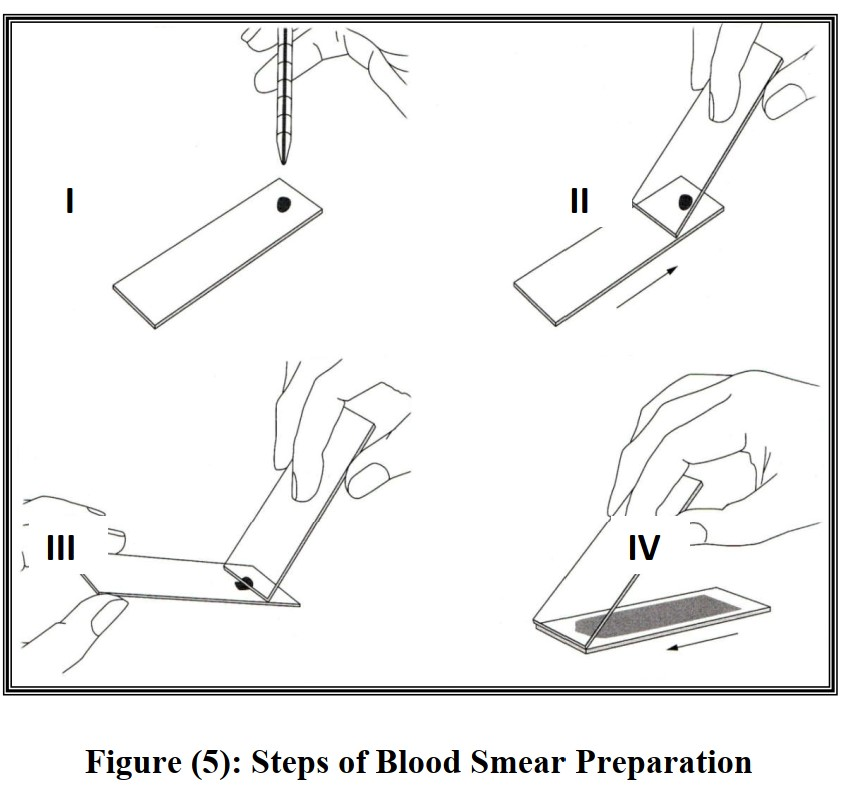 I
II
III
IV
Figure (5): Steps of Blood Smear Preparation